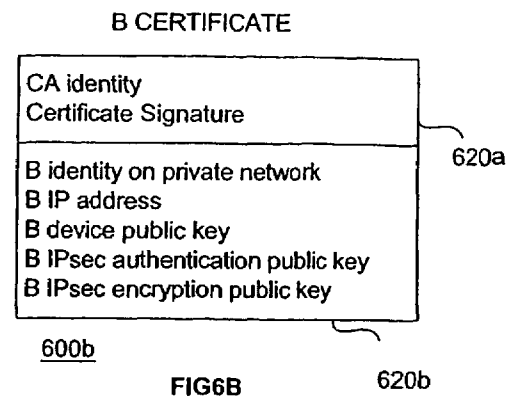 B CERTIFICATE
CA identity
Certificate Signature
620a
B identity on private network
B IP address
B device public key
B IPsec authentication public key
B IPsec encryption public key
600b
620b
FIG6B